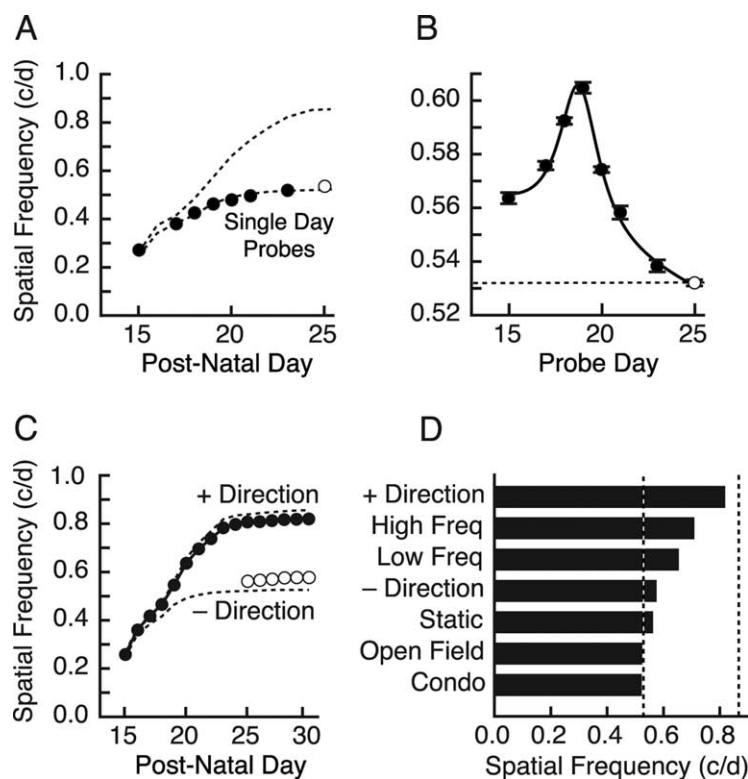 A
Spatial Frequency (c/d)
1.0
0.8
0.6
0.4
0.2
0.0
Single Day
Probes
15
20
25
Post-Natal Day
B
0.60
0.58
0.56
0.53
0.52
15
20
25
Probe Day
C
Spatial Frequency (c/d)
1.0
0.8
0.6
0.4
0.2
0.0
+ Direction
– Direction
15
20
25
30
Post-Natal Day
D
+ Direction
High Freq
Low Freq
– Direction
Static
Open Field
Condo
0.0 0.2 0.4 0.6 0.8
Spatial Frequency (c/d)